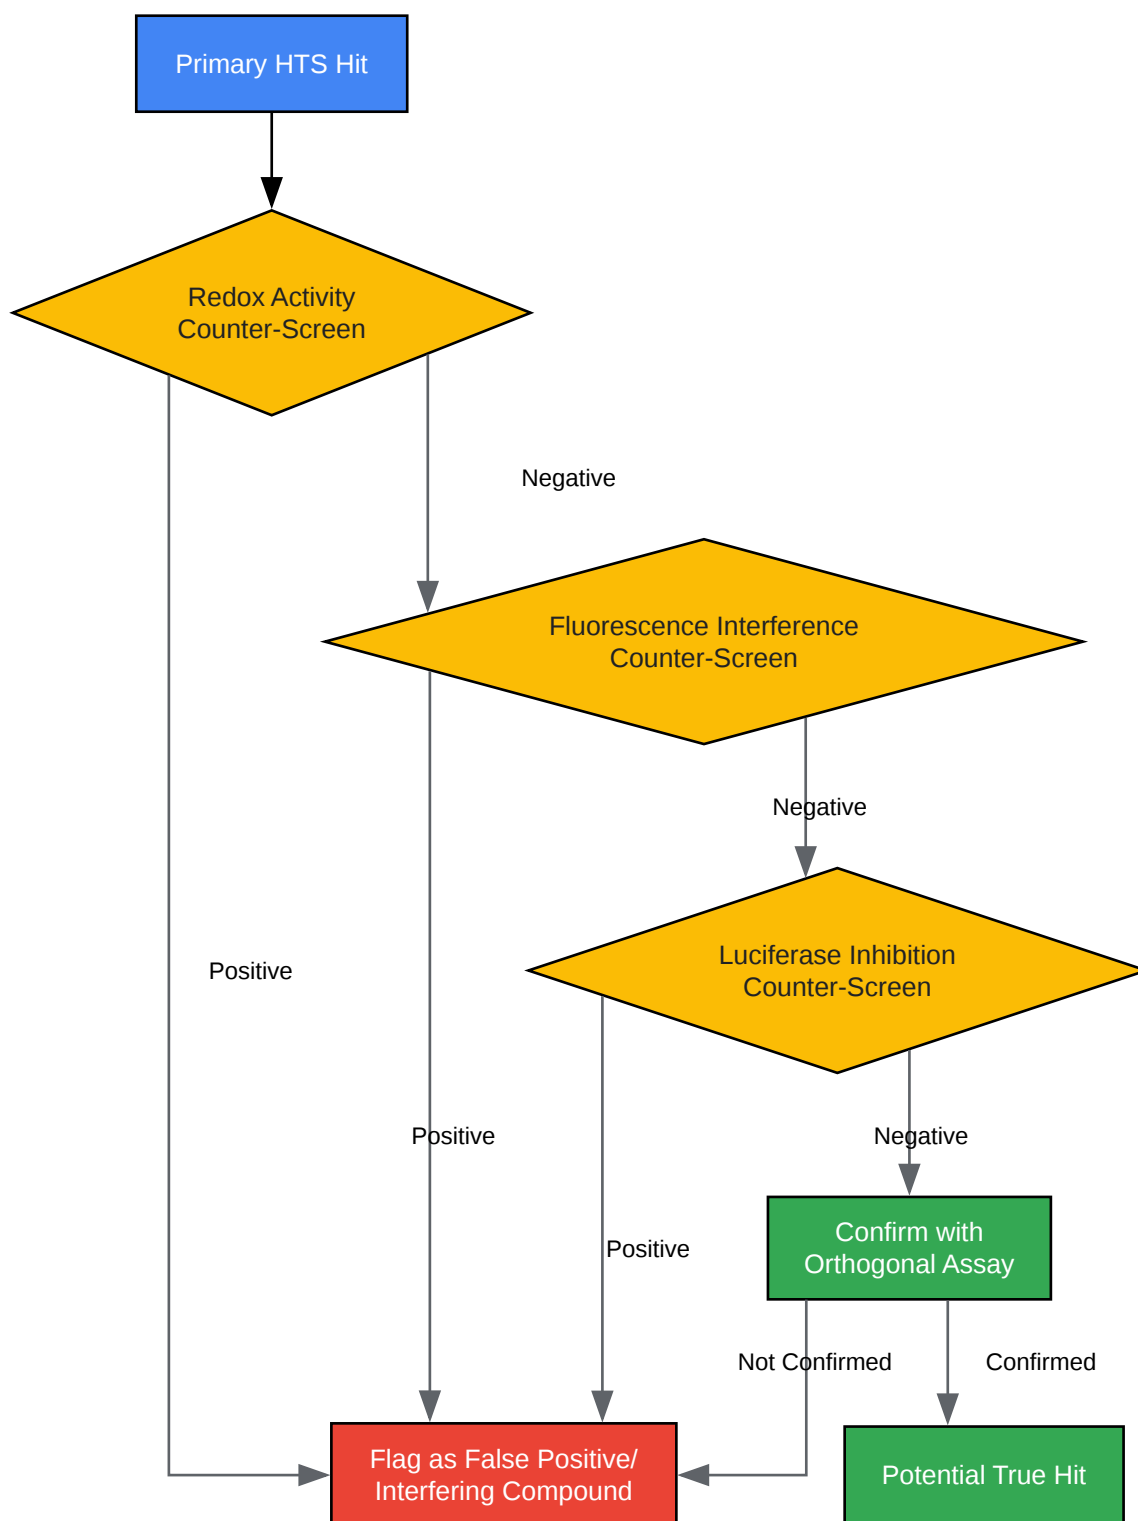 Primary HTS Hit
Redox Activity
Counter-Screen
Negative
Fluorescence Interference
Counter-Screen
Negative
Luciferase Inhibition
Counter-Screen
Positive
Positive
Negative
Positive
Confirm with
Orthogonal Assay
Not Confirmed
Confirmed
Flag as False Positive/
Interfering Compound
Potential True Hit